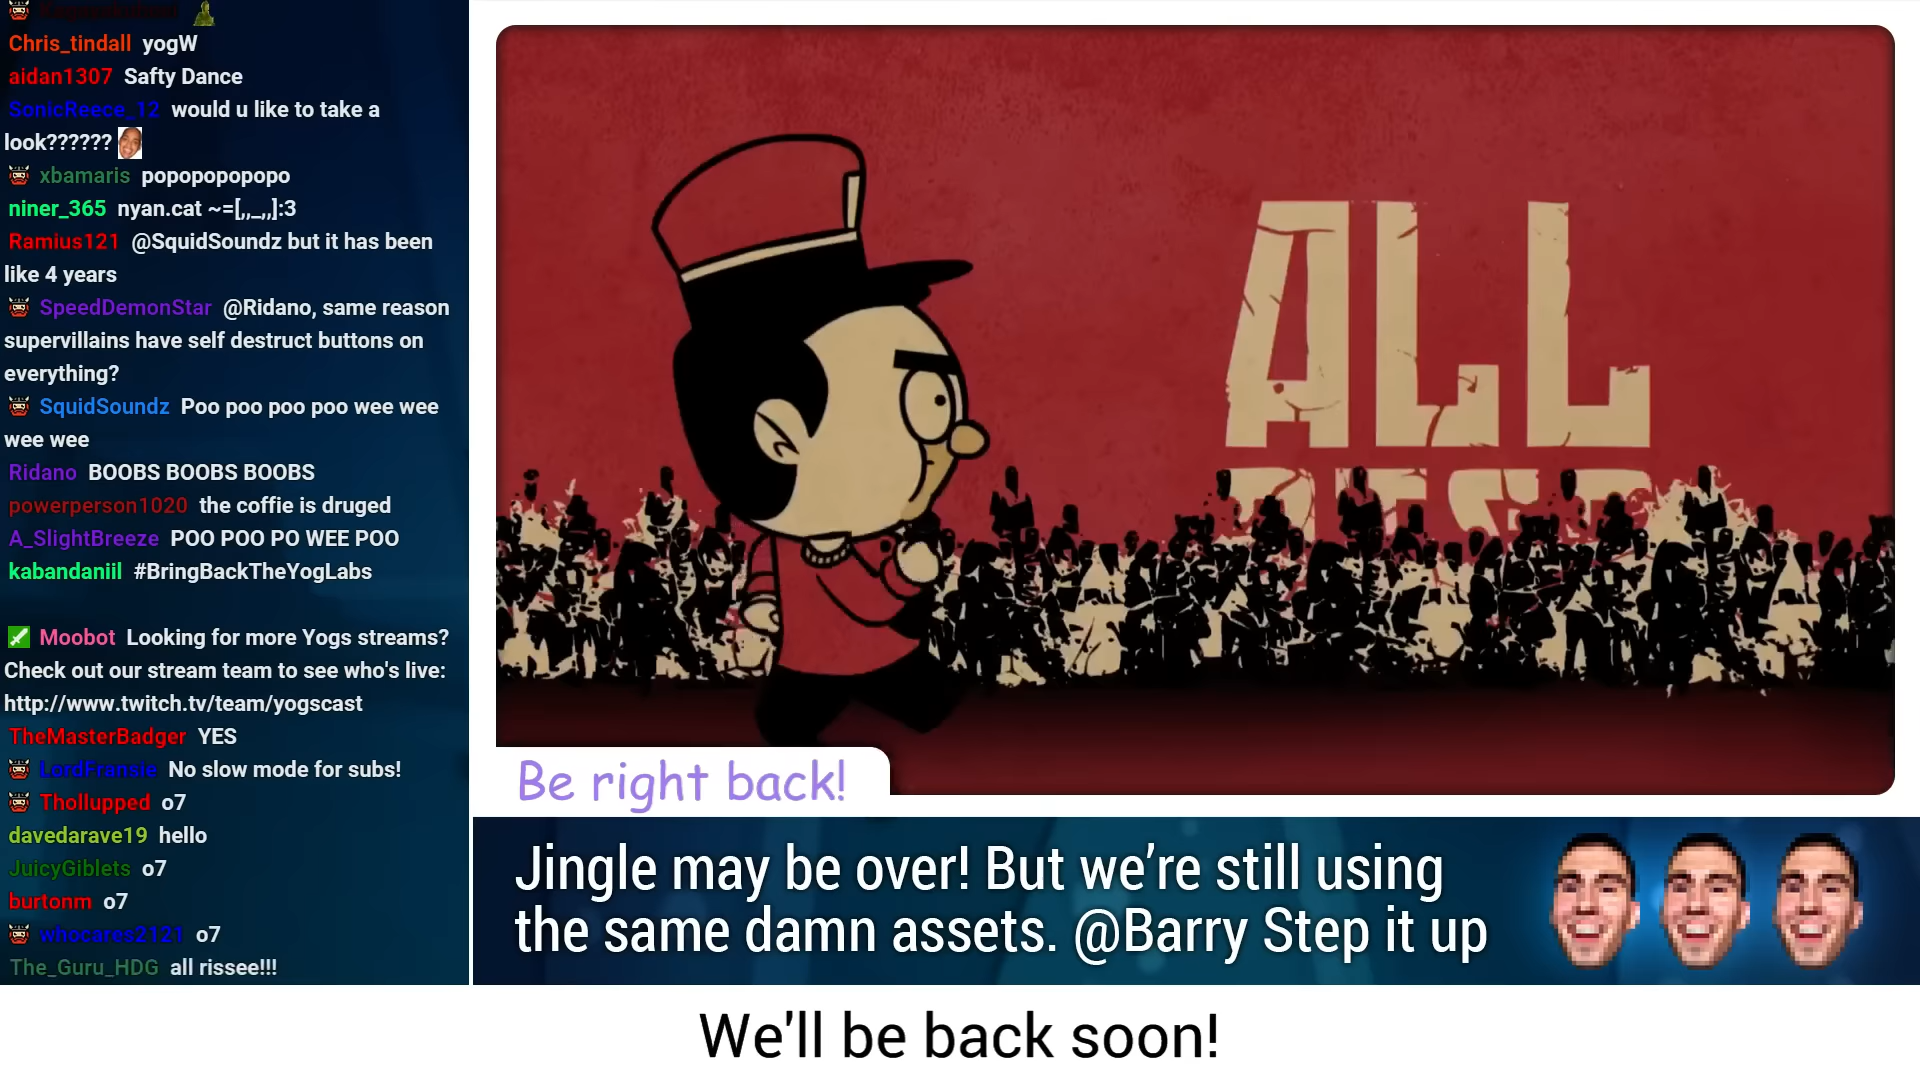 Chris_tindall yogW
aidan1307 Safty Dance
SonicReece_12 would u like to take a
look??????
xbamaris popopopopopo
niner_365 nyan.cat ~=[,,_,,]:3
Ramius121 @SquidSoundz but it has been
like 4 years
SpeedDemonStar @Ridano, same reason
supervillains have self destruct buttons on
everything?
SquidSoundz Poo poo poo poo wee wee
wee wee
Ridano BOOBS BOOBS BOOBS
powerperson1020 the coffie is druged
A_SlightBreeze POO POO PO WEE POO
kabandaniil #BringBackTheYogLabs
Moobot Looking for more Yogs streams?
Check out our stream team to see who's live:
http://www.twitch.tv/team/yogscast
TheMasterBadger YES
LordFransie No slow mode for subs!
Thollupped o7
davedarave19 hello
JuicyGiblets o7
burtonm o7
whocares2121 o7
The_Guru_HDG all rissee!!!
ALL
Be right back!
Jingle may be over! But we’re still using
the same damn assets. @Barry Step it up
We'll be back soon!